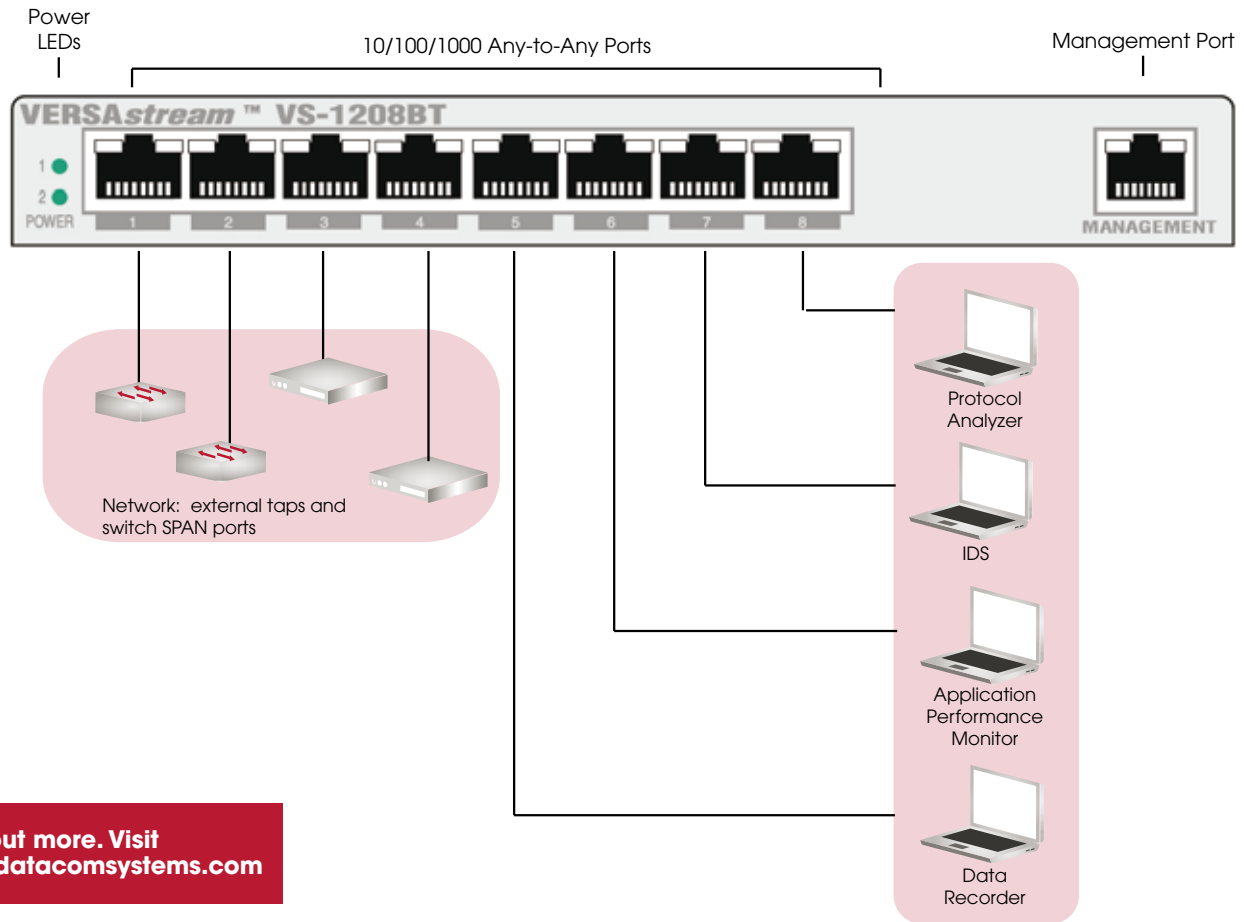 Power
LEDs
10/100/1000 Any-to-Any Ports
Management Port
VERSAstream ™ VS-1208BT
1
2
POWER
1 2 3 4 5 6 7 8
MANAGEMENT
Network: external taps and
switch SPAN ports
Protocol
Analyzer
IDS
Application
Performance
Monitor
Data
Recorder
out more. Visit
datacomsystems.com